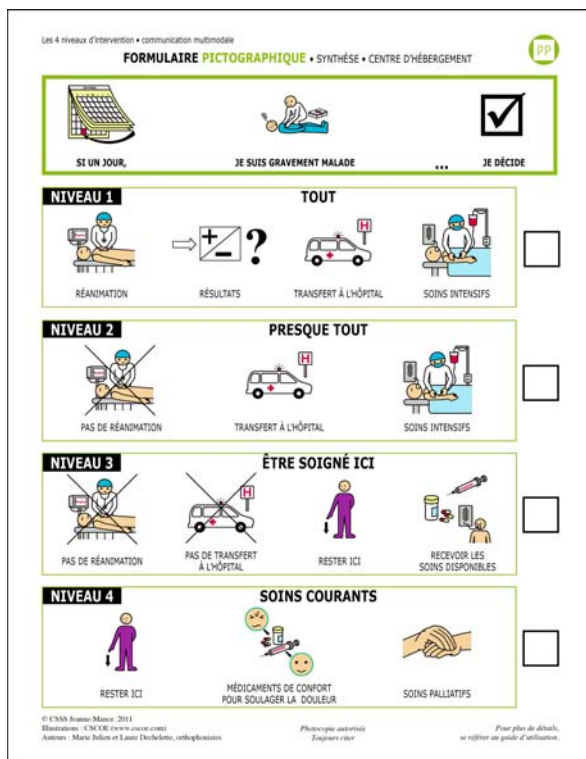 Les 4 niveaux d'intervention • communication multimodale
PP
FORMULAIRE PICTOGRAPHIQUE • SYNTHÈSE • CENTRE D'HÉBERGEMENT
SI UN JOUR, JE SUIS GRAVEMENT MALADE ... JE DÉCIDE
NIVEAU 1 TOUT
H
RÉANIMATION RÉSULTATS TRANSFERT À L'HÔPITAL SOINS INTENSIFS
NIVEAU 2 PRESQUE TOUT
H
PAS DE RÉANIMATION TRANSFERT À L'HÔPITAL SOINS INTENSIFS
NIVEAU 3 ÊTRE SOIGNÉ ICI
H
PAS DE RÉANIMATION PAS DE TRANSFERT RESTER ICI RECEVOIR LES
À L'HÔPITAL SOINS DISPONIBLES
NIVEAU 4 SOINS COURANTS
RESTER ICI MÉDICAMENTS DE CONFORT SOINS PALLIATIFS
POUR SOULAGER LA DOULEUR
© CSSS Jeanne-Mance, 2011
Illustrations : CSCOE (www.cscoe.com) Photocopie autorisée Pour plus de détails,
Auteurs : Marie Julien et Laure Dechelette, orthophonistes Toujours citer se référer au guide d'utilisation.